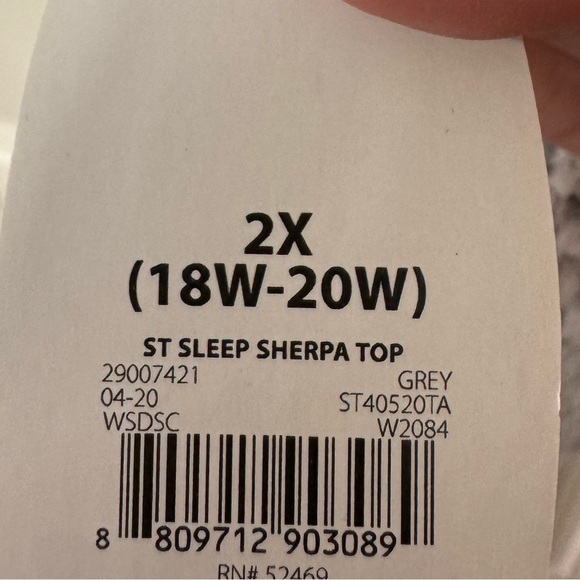 2X
(18W-20W)
ST SLEEP SHERPA TOP
29007421 GREY
04-20 ST40520TA
WSDSC W2084
8 809712 903089
RN# 52469